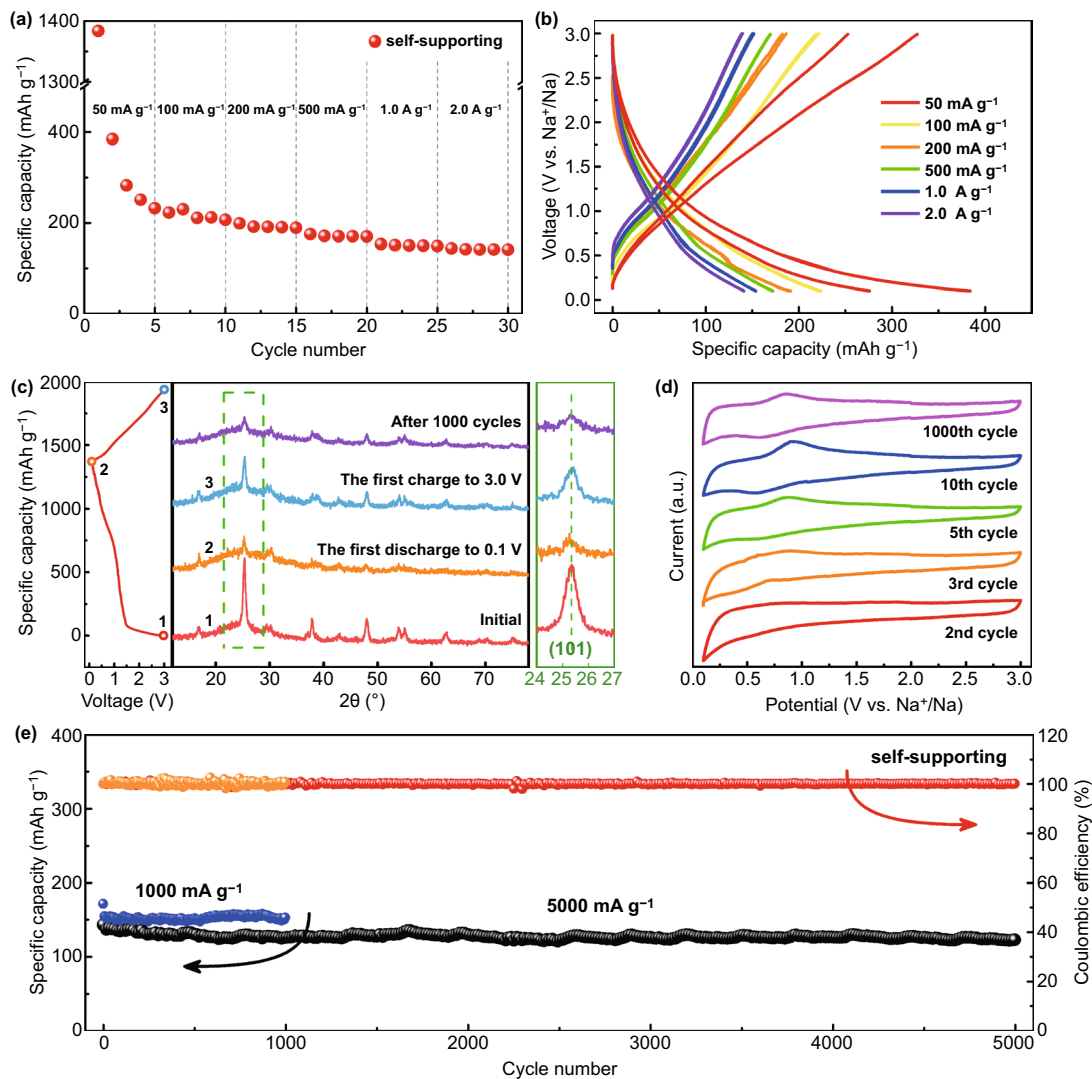 (a)
1400
1300
400
200
0
Specific capacity (mAh g⁻¹)
self-supporting
50 mA g⁻¹ 100 mA g⁻¹ 200 mA g⁻¹ 500 mA g⁻¹ 1.0 A g⁻¹ 2.0 A g⁻¹
0 5 10 15 20 25 30
Cycle number
(b)
3.0
2.5
2.0
1.5
1.0
0.5
0.0
Voltage (V vs. Na⁺/Na)
50 mA g⁻¹
100 mA g⁻¹
200 mA g⁻¹
500 mA g⁻¹
1.0 A g⁻¹
2.0 A g⁻¹
0 100 200 300 400
Specific capacity (mAh g⁻¹)
(c)
2000
1500
1000
500
0
Specific capacity (mAh g⁻¹)
3
2
1
0 1 2 3
Voltage (V)
After 1000 cycles
3
The first charge to 3.0 V
2
The first discharge to 0.1 V
1
Initial
20 30 40 50 60 70
2θ (°)
(101)
24 25 26 27
(d)
Current (a.u.)
1000th cycle
10th cycle
5th cycle
3rd cycle
2nd cycle
0.0 0.5 1.0 1.5 2.0 2.5 3.0
Potential (V vs. Na⁺/Na)
(e)
400
350
300
250
200
150
100
50
0
Specific capacity (mAh g⁻¹)
self-supporting
1000 mA g⁻¹
5000 mA g⁻¹
120
100
80
60
40
20
0
Coulombic efficiency (%)
0 1000 2000 3000 4000 5000
Cycle number